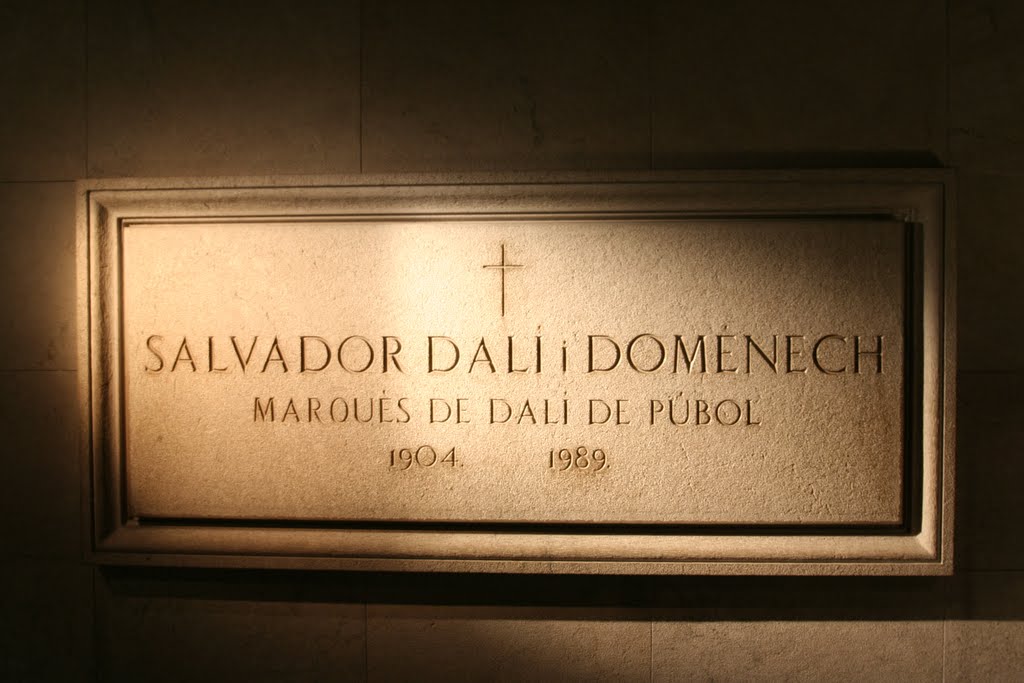 SALVADOR DALÍ i DOMÈNECH
MARQUÈS DE DALÍ DE PÚBOL
1904. 1989.